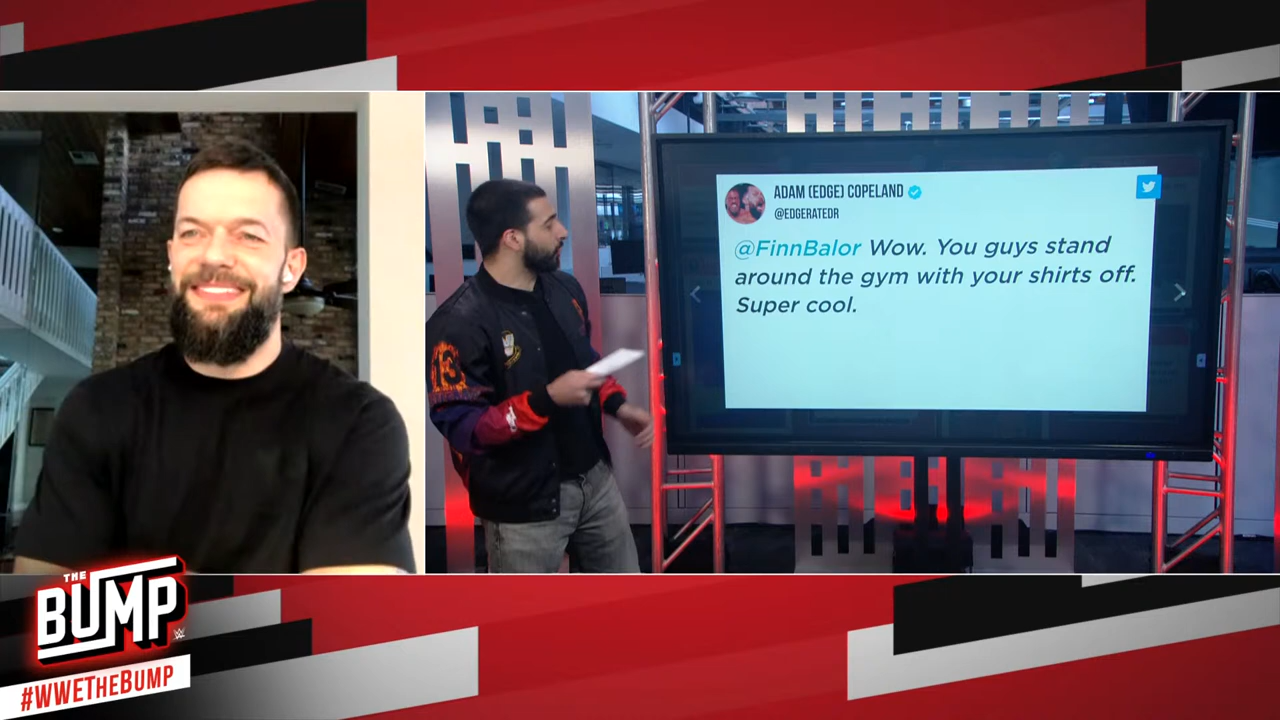 ADAM (EDGE) COPELAND
@EDGERATEDR
@FinnBalor Wow. You guys stand
around the gym with your shirts off.
Super cool.
13
THE
BUMP
#WWETHEBUMP